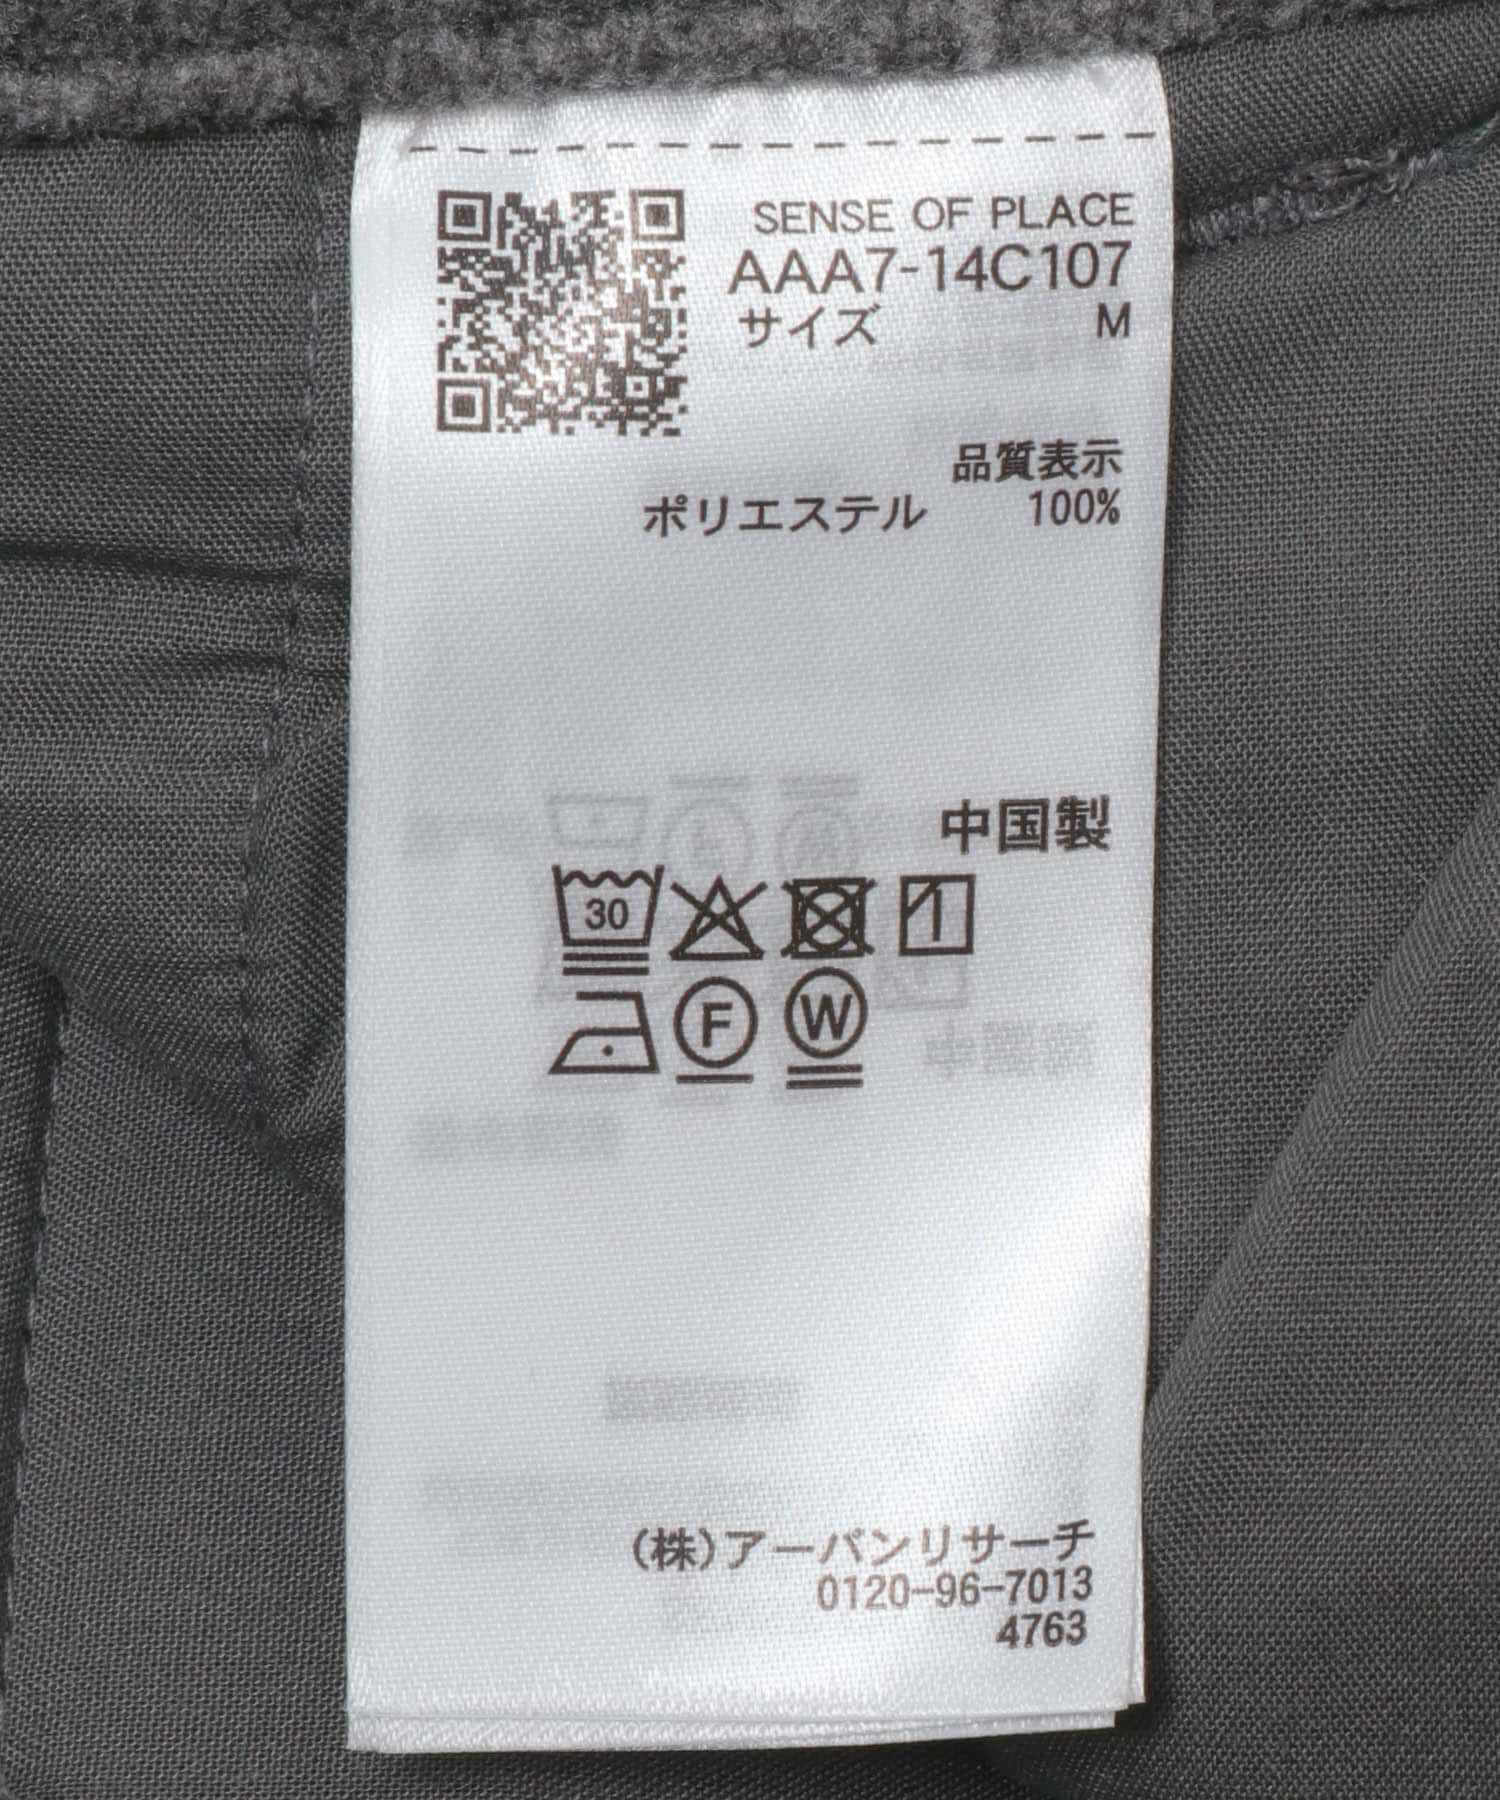 SENSE OF PLACE
AAA7-14C107
サイズ M
品質表示
ポリエステル 100%
中国製
30
F W
(株)アーバンリサーチ
0120-96-7013
4763